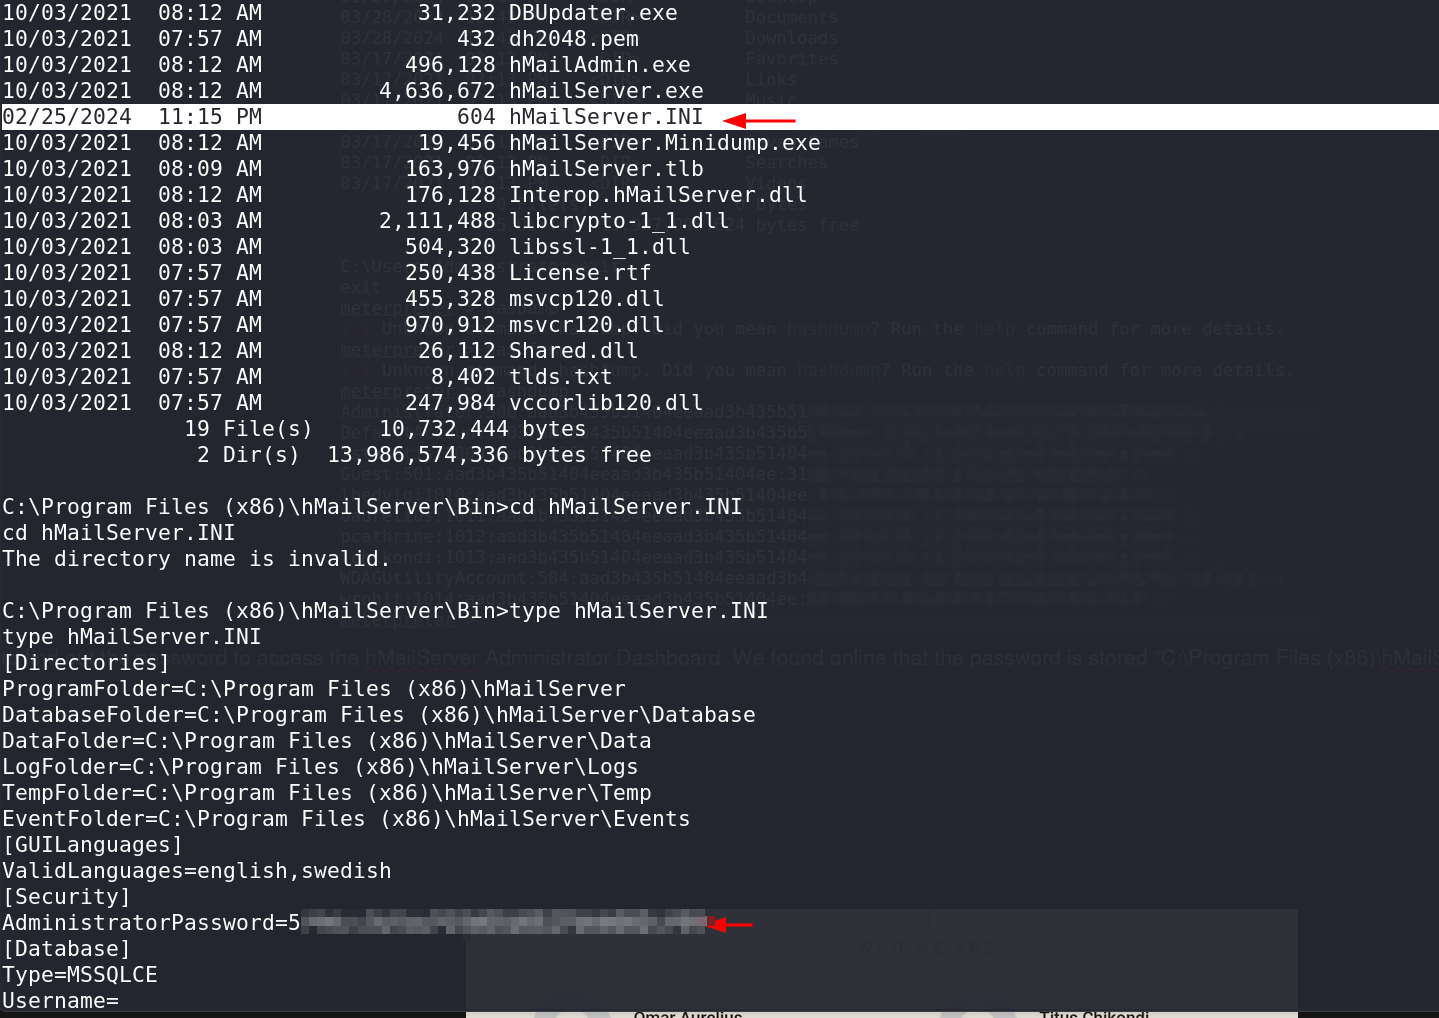 10/03/2021  08:12 AM            31,232 DBUpdater.exe
10/03/2021  07:57 AM               432 dh2048.pem
10/03/2021  08:12 AM           496,128 hMailAdmin.exe
10/03/2021  08:12 AM         4,636,672 hMailServer.exe
02/25/2024  11:15 PM               604 hMailServer.INI
10/03/2021  08:12 AM            19,456 hMailServer.Minidump.exe
10/03/2021  08:09 AM           163,976 hMailServer.tlb
10/03/2021  08:12 AM           176,128 Interop.hMailServer.dll
10/03/2021  08:03 AM         2,111,488 libcrypto-1_1.dll
10/03/2021  08:03 AM           504,320 libssl-1_1.dll
10/03/2021  07:57 AM           250,438 License.rtf
10/03/2021  07:57 AM           455,328 msvcp120.dll
10/03/2021  07:57 AM           970,912 msvcr120.dll
10/03/2021  08:12 AM            26,112 Shared.dll
10/03/2021  07:57 AM             8,402 tlds.txt
10/03/2021  07:57 AM           247,984 vccorlib120.dll
19 File(s)     10,732,444 bytes
2 Dir(s)  13,986,574,336 bytes free
C:\Program Files (x86)\hMailServer\Bin>cd hMailServer.INI
cd hMailServer.INI
The directory name is invalid.
C:\Program Files (x86)\hMailServer\Bin>type hMailServer.INI
type hMailServer.INI
[Directories]
ProgramFolder=C:\Program Files (x86)\hMailServer
DatabaseFolder=C:\Program Files (x86)\hMailServer\Database
DataFolder=C:\Program Files (x86)\hMailServer\Data
LogFolder=C:\Program Files (x86)\hMailServer\Logs
TempFolder=C:\Program Files (x86)\hMailServer\Temp
EventFolder=C:\Program Files (x86)\hMailServer\Events
[GUILanguages]
ValidLanguages=english,swedish
[Security]
AdministratorPassword=5
[Database]
Type=MSSQLCE
Username=
WHO WE ARE
Omar Aurelius
Titus Chikondi